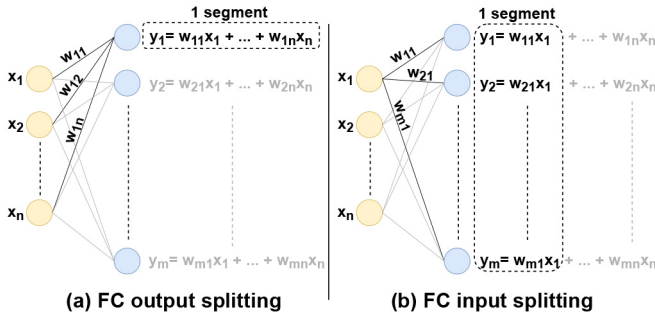 1 segment
w11
w12
w1n
x1
x2
xn
y1= w11x1 + ... + w1nxn
y2= w21x1 + ... + w2nxn
ym= wm1x1 + ... + wmnxn
(a) FC output splitting
1 segment
w11
w21
wm1
x1
x2
xn
y1= w11x1 + ... + w1nxn
y2= w21x1 + ... + w2nxn
ym= wm1x1 + ... + wmnxn
(b) FC input splitting